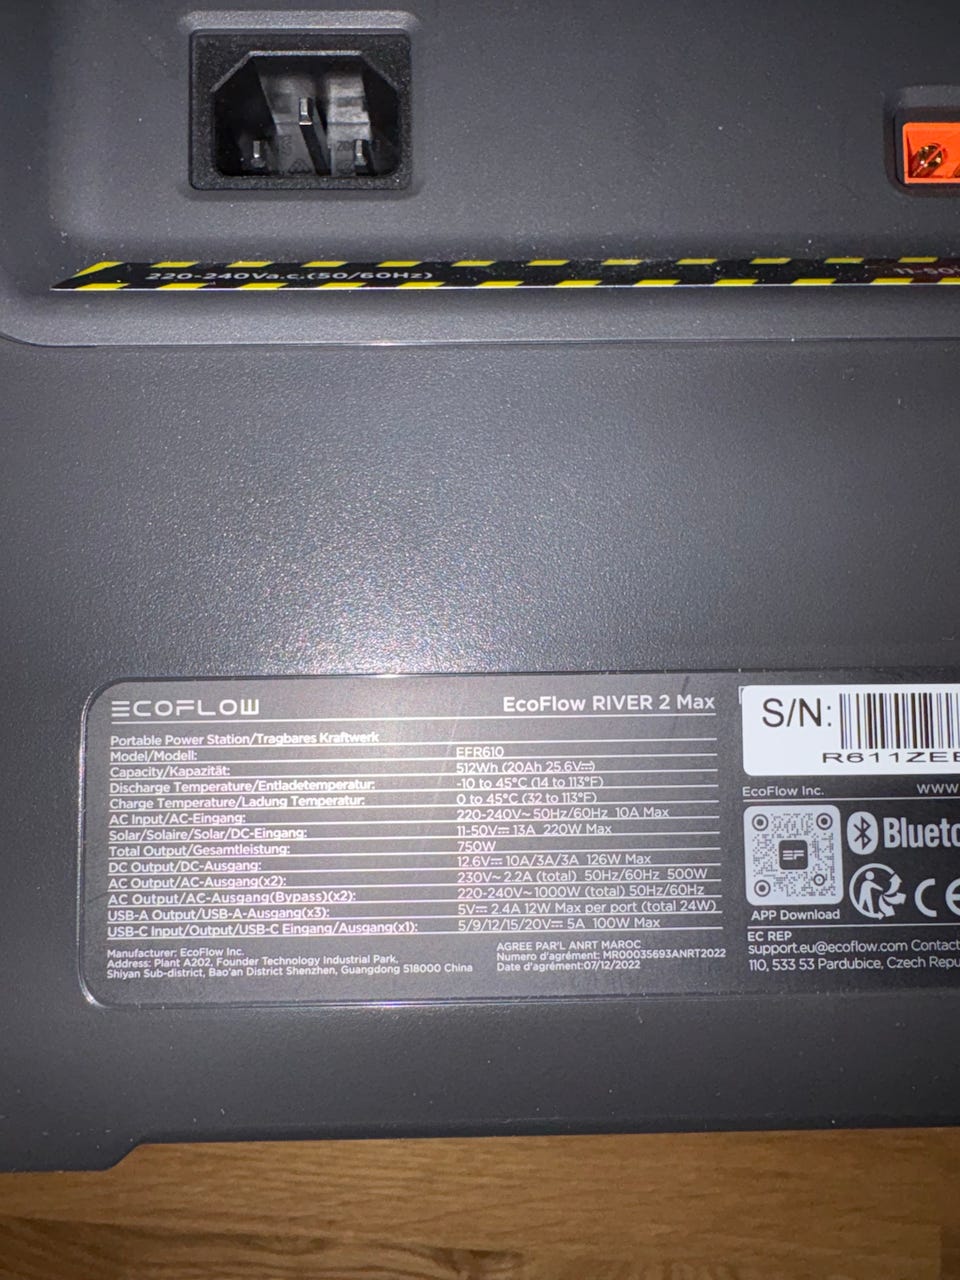 220-240Va.c.(50/60Hz)
ECOFLOW
EcoFlow RIVER 2 Max
Portable Power Station/Tragbares Kraftwerk
Model/Modell: EFR610
Capacity/Kapazität: 512Wh (20Ah 25.6V⎓)
Discharge Temperature/Entladetemperatur: -10 to 45°C (14 to 113°F)
Charge Temperature/Ladung Temperatur: 0 to 45°C (32 to 113°F)
AC Input/AC-Eingang: 220-240V~ 50Hz/60Hz 10A Max
Solar/Solaire/Solar/DC-Eingang: 11-50V⎓ 13A 220W Max
Total Output/Gesamtleistung: 750W
DC Output/DC-Ausgang: 12.6V⎓ 10A/3A/3A 126W Max
AC Output/AC-Ausgang(x2): 230V~ 2.2A (total) 50Hz/60Hz 500W
AC Output/AC-Ausgang(Bypass)(x2): 220-240V~ 1000W (total) 50Hz/60Hz
USB-A Output/USB-A-Ausgang(x3): 5V⎓ 2.4A 12W Max per port (total 24W)
USB-C Input/Output/USB-C Eingang/Ausgang(x1): 5/9/12/15/20V⎓ 5A 100W Max
Manufacturer: EcoFlow Inc.
Address: Plant A202, Founder Technology Industrial Park,
Shiyan Sub-district, Bao'an District Shenzhen, Guangdong 518000 China
AGREE PAR'L ANRT MAROC
Numero d'agrément: MR00035693ANRT2022
Date d'agrément:07/12/2022
S/N:
R611ZE
EcoFlow Inc. www
EF
Blueto
APP Download
CE
EC REP
support.eu@ecoflow.com Contact
110, 533 53 Pardubice, Czech Repu